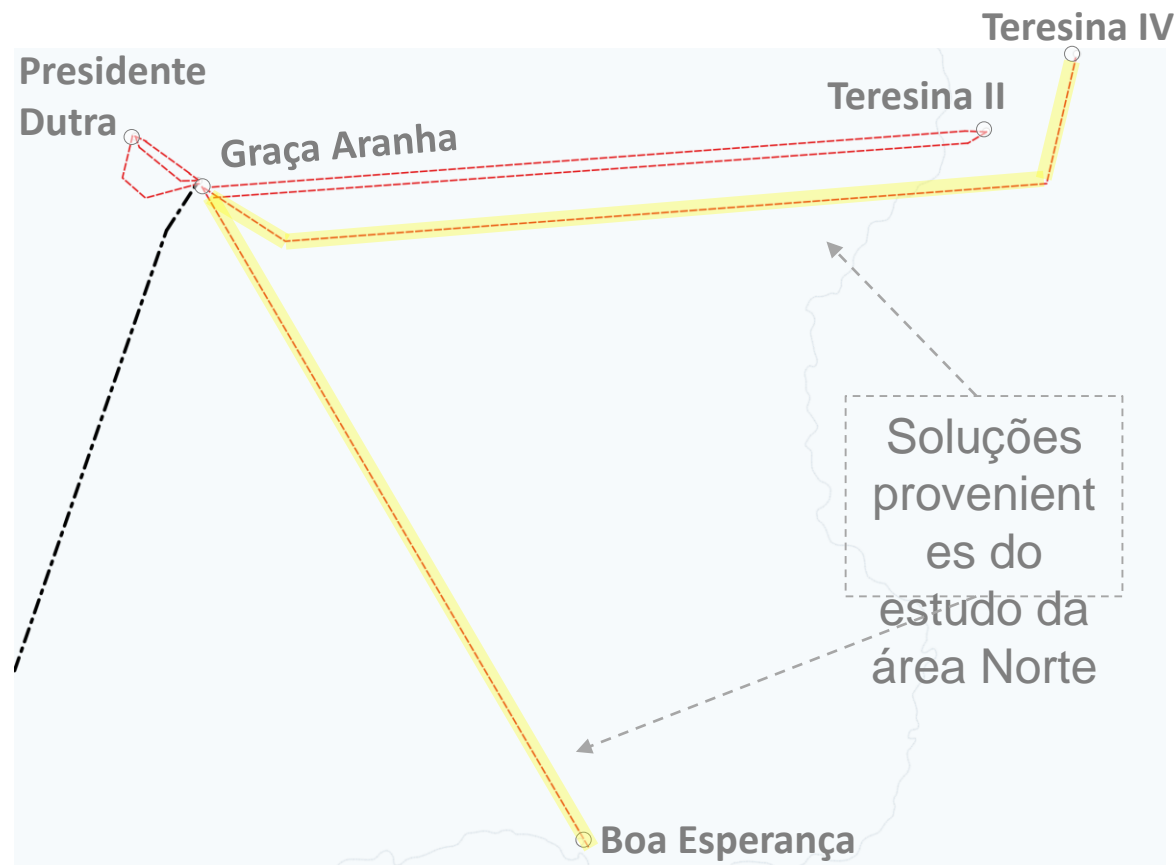 Teresina IV
Presidente
Dutra
Teresina II
Graça Aranha
Soluções
provenient
es do
estudo da
área Norte
Boa Esperança